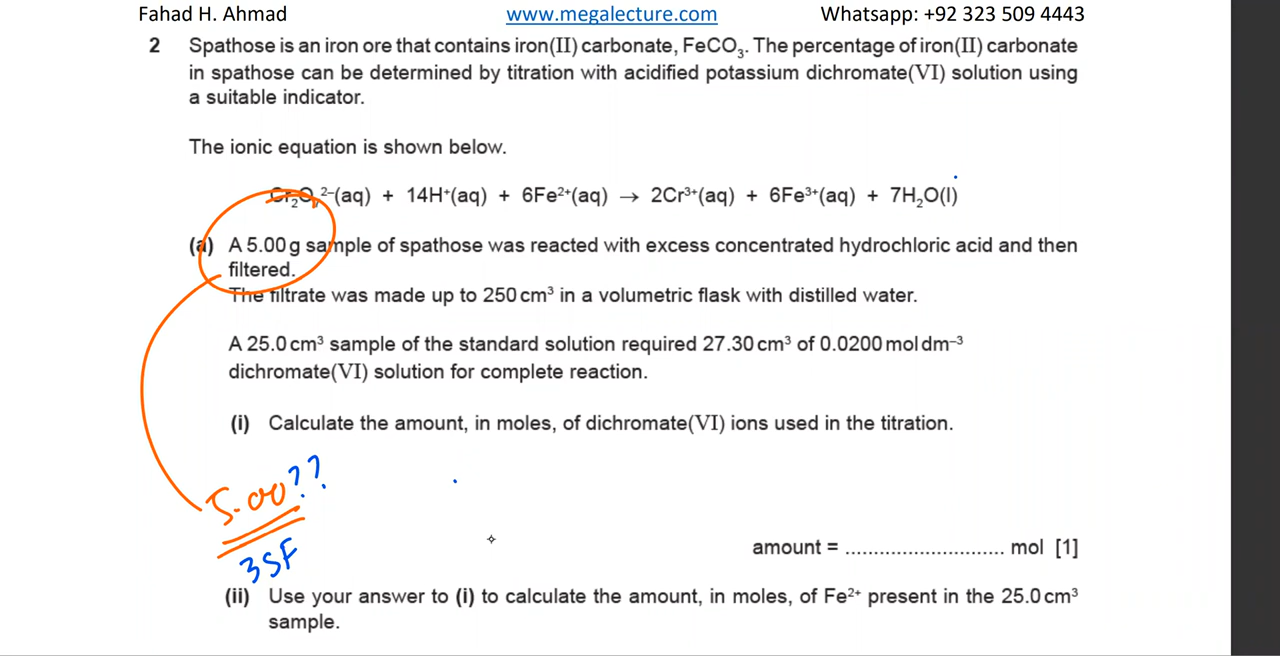 Fahad H. Ahmad www.megalecture.com Whatsapp: +92 323 509 4443
2 Spathose is an iron ore that contains iron(II) carbonate, FeCO₃. The percentage of iron(II) carbonate
in spathose can be determined by titration with acidified potassium dichromate(VI) solution using
a suitable indicator.
The ionic equation is shown below.
Cr₂O₇²⁻(aq) + 14H⁺(aq) + 6Fe²⁺(aq) → 2Cr³⁺(aq) + 6Fe³⁺(aq) + 7H₂O(l)
(a) A 5.00 g sample of spathose was reacted with excess concentrated hydrochloric acid and then
filtered.
The filtrate was made up to 250 cm³ in a volumetric flask with distilled water.
A 25.0 cm³ sample of the standard solution required 27.30 cm³ of 0.0200 mol dm⁻³
dichromate(VI) solution for complete reaction.
(i) Calculate the amount, in moles, of dichromate(VI) ions used in the titration.
5.00??
3SF
amount = ............................ mol [1]
(ii) Use your answer to (i) to calculate the amount, in moles, of Fe²⁺ present in the 25.0 cm³
sample.